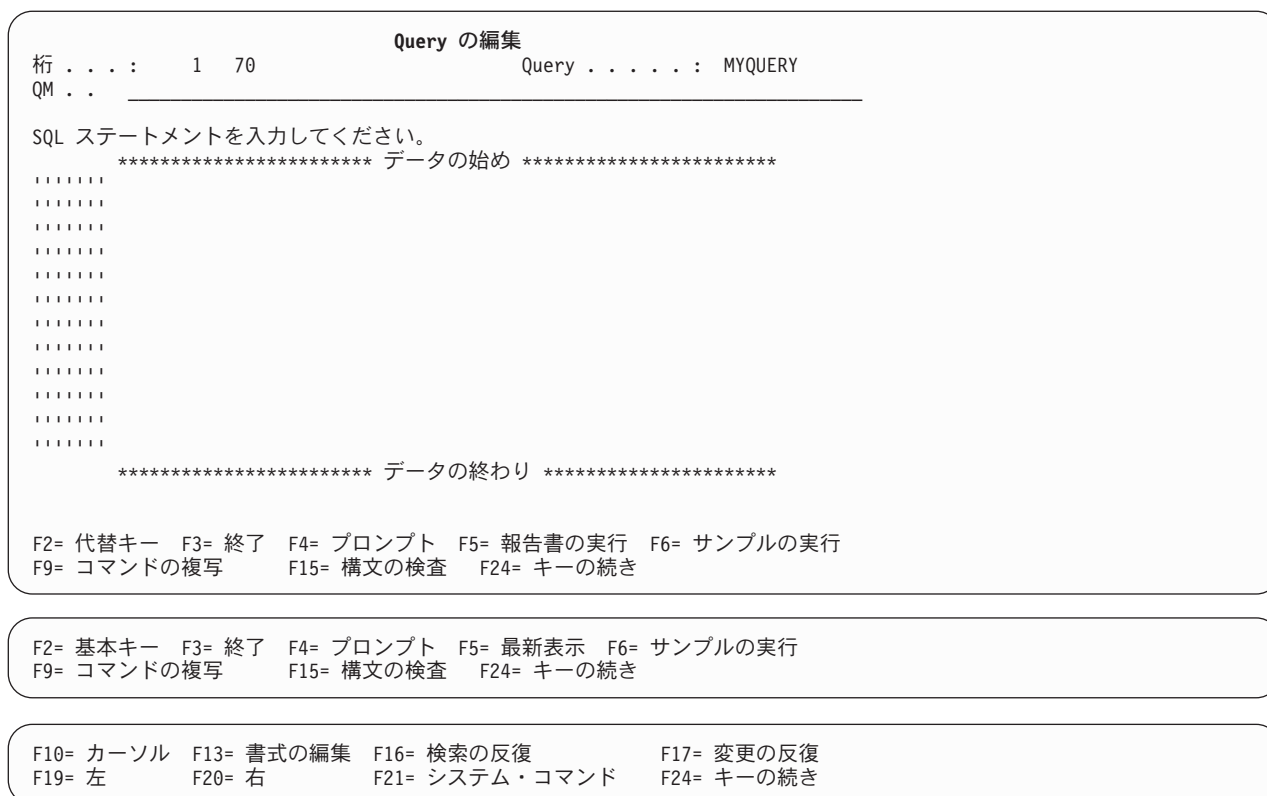 Query の編集
桁 . . . :     1   70                         Query . . . . . :  MYQUERY
QM . .   _____________________________________________________________________
SQL ステートメントを入力してください。
************************ データの始め ************************
'''''''
'''''''
'''''''
'''''''
'''''''
'''''''
'''''''
'''''''
'''''''
'''''''
'''''''
'''''''
************************ データの終わり **********************
F2= 代替キー  F3= 終了  F4= プロンプト  F5= 報告書の実行  F6= サンプルの実行
F9= コマンドの複写      F15= 構文の検査   F24= キーの続き
F2= 基本キー  F3= 終了  F4= プロンプト  F5= 最新表示  F6= サンプルの実行
F9= コマンドの複写      F15= 構文の検査   F24= キーの続き
F10= カーソル  F13= 書式の編集  F16= 検索の反復            F17= 変更の反復
F19= 左        F20= 右          F21= システム・コマンド    F24= キーの続き